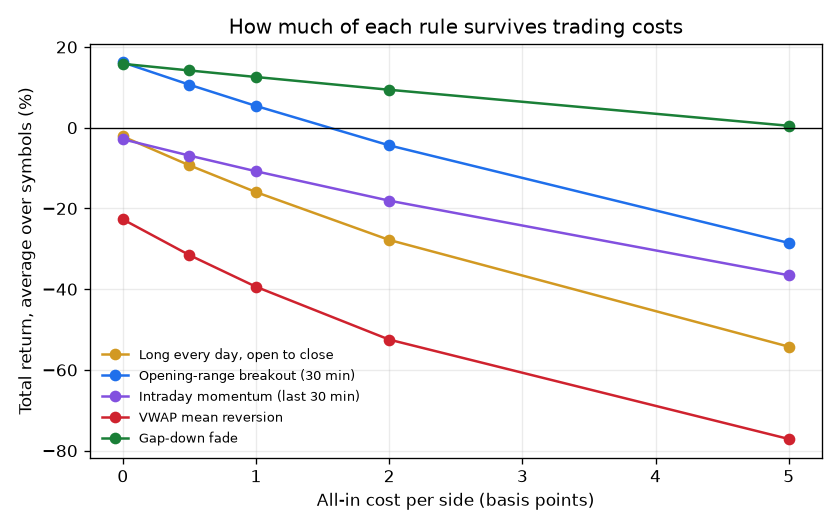 How much of each rule survives trading costs
Total return, average over symbols (%)
20
0
−20
−40
−60
−80
Long every day, open to close
Opening-range breakout (30 min)
Intraday momentum (last 30 min)
VWAP mean reversion
Gap-down fade
0 1 2 3 4 5
All-in cost per side (basis points)